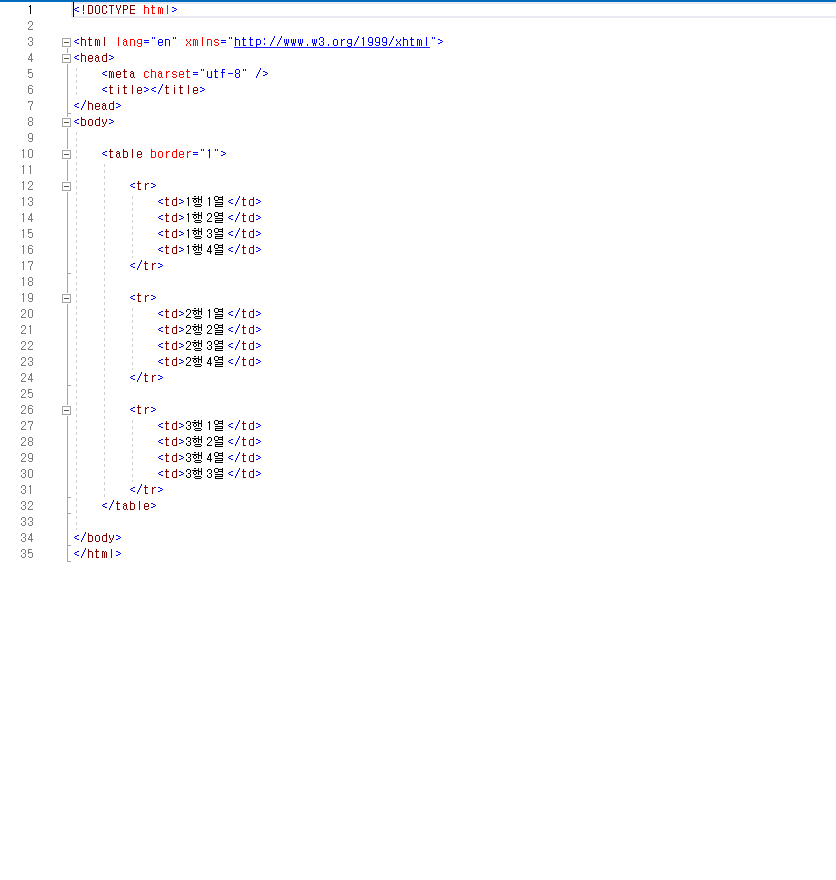 1 <!DOCTYPE html>
2
3 <html lang="en" xmlns="http://www.w3.org/1999/xhtml">
4 <head>
5 <meta charset="utf-8" />
6 <title></title>
7 </head>
8 <body>
9
10 <table border="1">
11
12 <tr>
13 <td>1행 1열</td>
14 <td>1행 2열</td>
15 <td>1행 3열</td>
16 <td>1행 4열</td>
17 </tr>
18
19 <tr>
20 <td>2행 1열</td>
21 <td>2행 2열</td>
22 <td>2행 3열</td>
23 <td>2행 4열</td>
24 </tr>
25
26 <tr>
27 <td>3행 1열</td>
28 <td>3행 2열</td>
29 <td>3행 4열</td>
30 <td>3행 3열</td>
31 </tr>
32 </table>
33
34 </body>
35 </html>